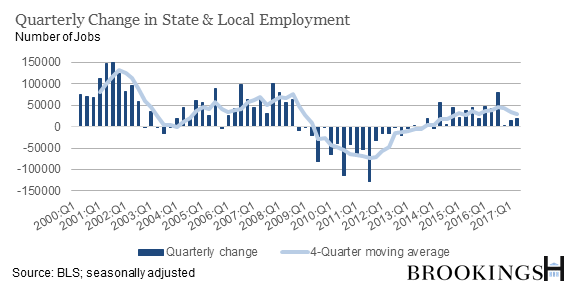 Quarterly Change in State & Local Employment
Number of Jobs
150000
100000
50000
0
-50000
-100000
-150000
2000:Q1
2001:Q1
2002:Q1
2003:Q1
2004:Q1
2005:Q1
2006:Q1
2007:Q1
2008:Q1
2009:Q1
2010:Q1
2011:Q1
2012:Q1
2013:Q1
2014:Q1
2015:Q1
2016:Q1
2017:Q1
Quarterly change
4-Quarter moving average
Source: BLS; seasonally adjusted
BROOKINGS